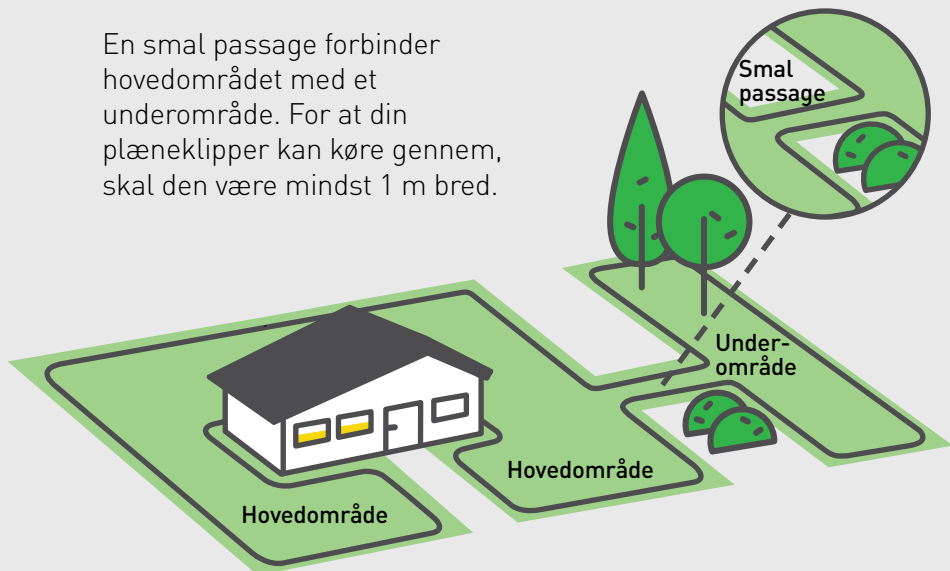 En smal passage forbinder
hovedområdet med et
underområde. For at din
plæneklipper kan køre gennem,
skal den være mindst 1 m bred.
Smal
passage
Under-
område
Hovedområde
Hovedområde